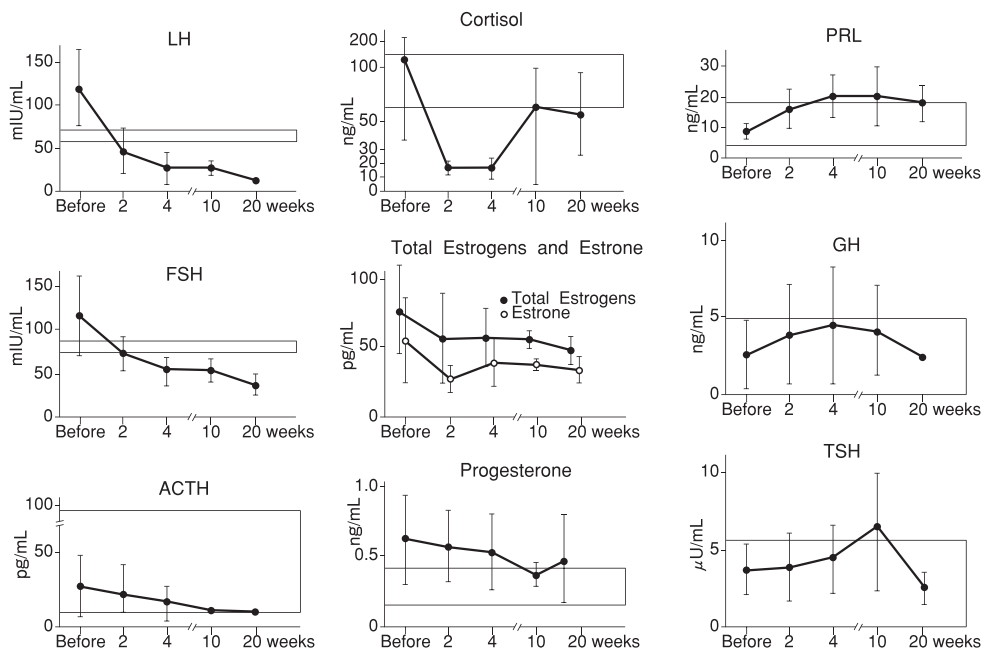 LH
mIU/mL
150
100
50
0
Before 2 4 10 20 weeks
Cortisol
ng/mL
200
100
50
30
20
10
0
Before 2 4 10 20 weeks
PRL
ng/mL
30
20
10
0
Before 2 4 10 20 weeks
FSH
mIU/mL
150
100
50
0
Before 2 4 10 20 weeks
Total Estrogens and Estrone
Total Estrogens
Estrone
pg/mL
100
50
0
Before 2 4 10 20 weeks
GH
ng/mL
10
5
0
Before 2 4 10 20 weeks
ACTH
pg/mL
100
50
0
Before 2 4 10 20 weeks
Progesterone
ng/mL
1.0
0.5
0
Before 2 4 10 20 weeks
TSH
μU/mL
10
5
0
Before 2 4 10 20 weeks